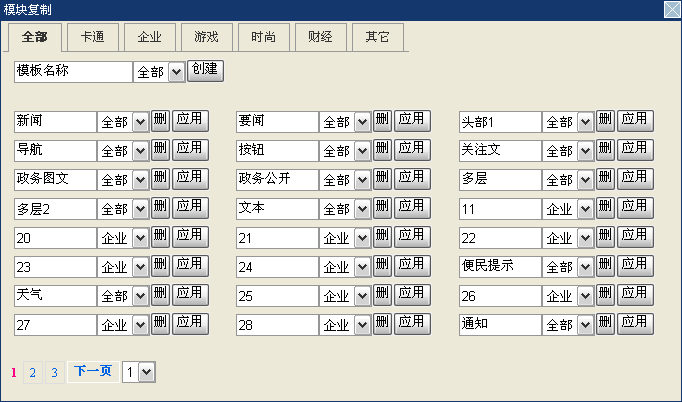 模块复制
全部 卡通 企业 游戏 时尚 财经 其它
模板名称 全部 创建
新闻 全部 删 应用 要闻 全部 删 应用 头部1 全部 删 应用
导航 全部 删 应用 按钮 全部 删 应用 关注文 全部 删 应用
政务图文 全部 删 应用 政务公开 全部 删 应用 多层 全部 删 应用
多层2 全部 删 应用 文本 全部 删 应用 11 企业 删 应用
20 企业 删 应用 21 企业 删 应用 22 企业 删 应用
23 企业 删 应用 24 企业 删 应用 便民提示 全部 删 应用
天气 全部 删 应用 25 企业 删 应用 26 企业 删 应用
27 企业 删 应用 28 企业 删 应用 通知 全部 删 应用
1 2 3 下一页 1